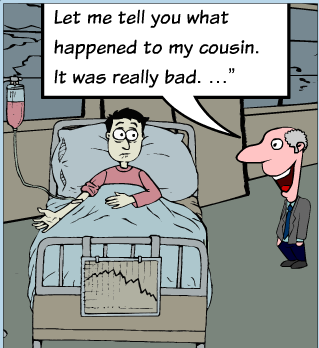 Let me tell you what
happened to my cousin.
It was really bad. ...”